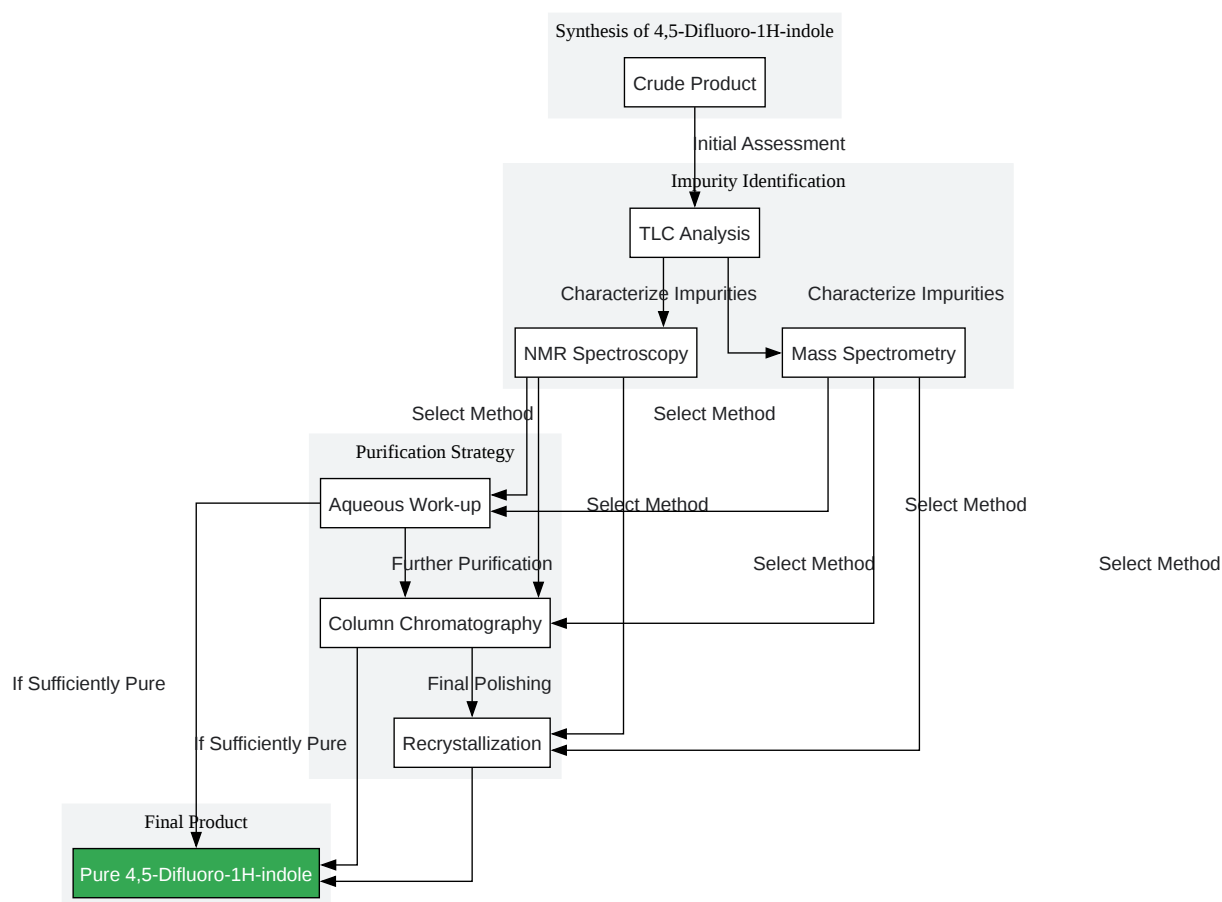 Synthesis of 4,5-Difluoro-1H-indole
Crude Product
Initial Assessment
Impurity Identification
TLC Analysis
Characterize Impurities
Characterize Impurities
NMR Spectroscopy
Mass Spectrometry
Select Method
Select Method
Purification Strategy
Aqueous Work-up
Select Method
Select Method
Further Purification
Select Method
Select Method
Column Chromatography
If Sufficiently Pure
Final Polishing
If Sufficiently Pure
Recrystallization
Final Product
Pure 4,5-Difluoro-1H-indole